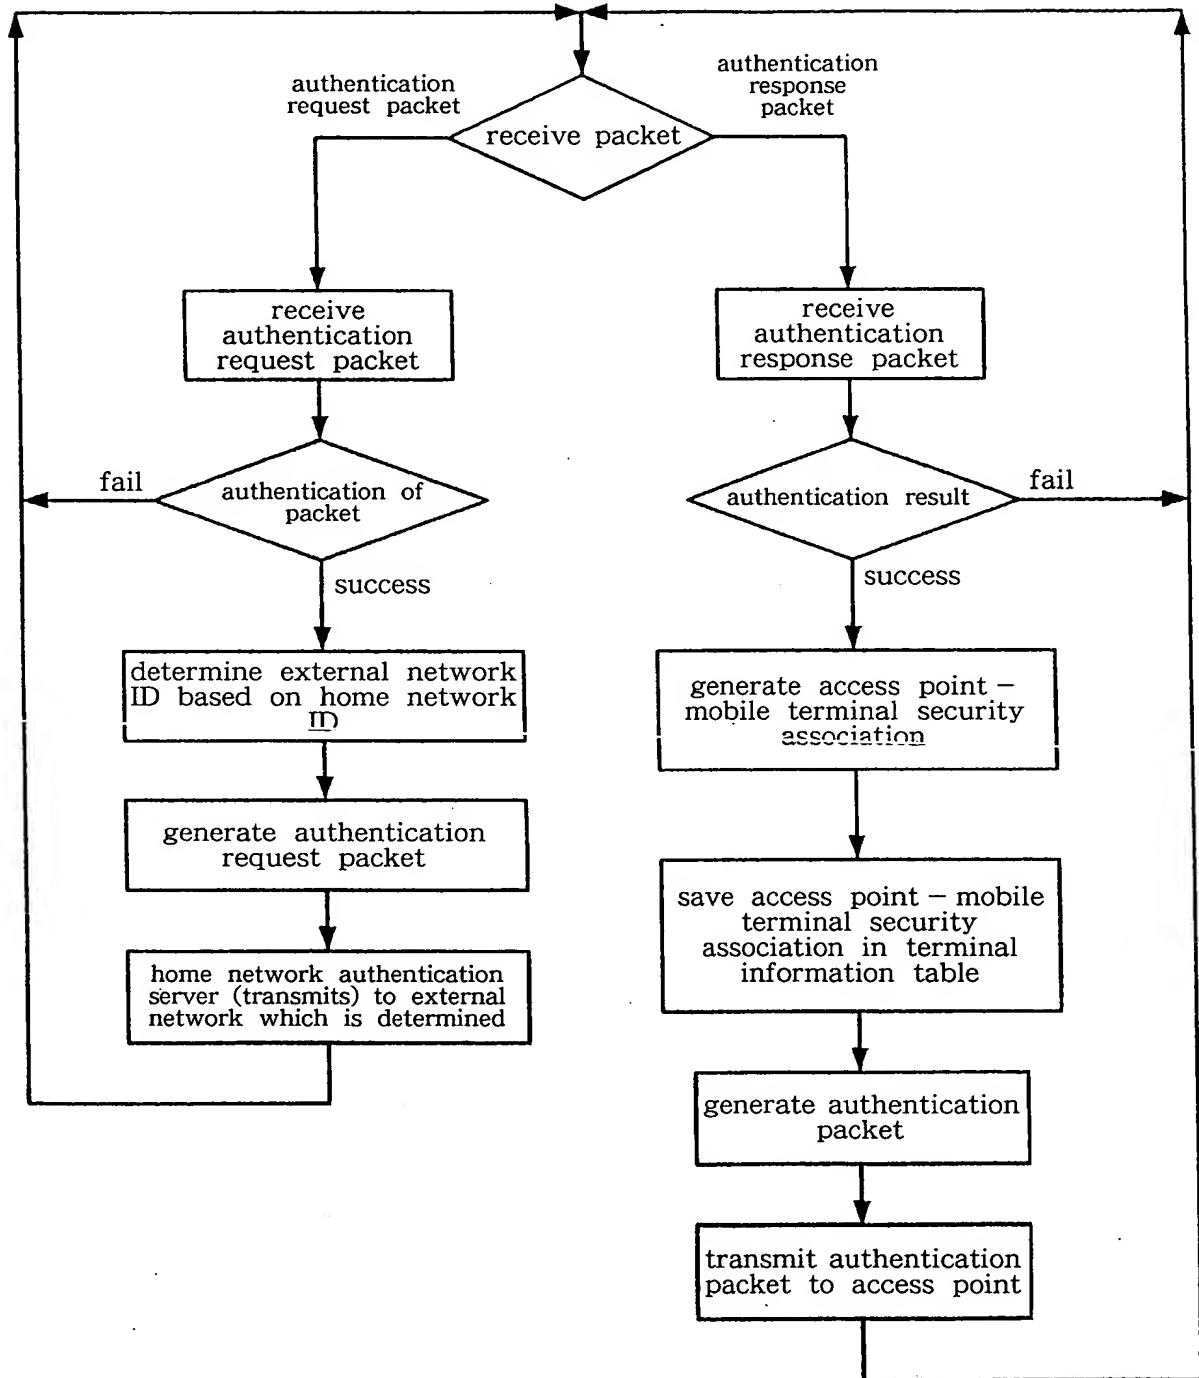 authentication
request packet
authentication
response
packet
receive packet
receive
authentication
request packet
receive
authentication
response packet
fail
authentication of
packet
authentication result
fail
success
success
determine external network
ID based on home network
ID
generate access point –
mobile terminal security
association
generate authentication
request packet
save access point – mobile
terminal security
association in terminal
information table
home network authentication
server (transmits) to external
network which is determined
generate authentication
packet
transmit authentication
packet to access point